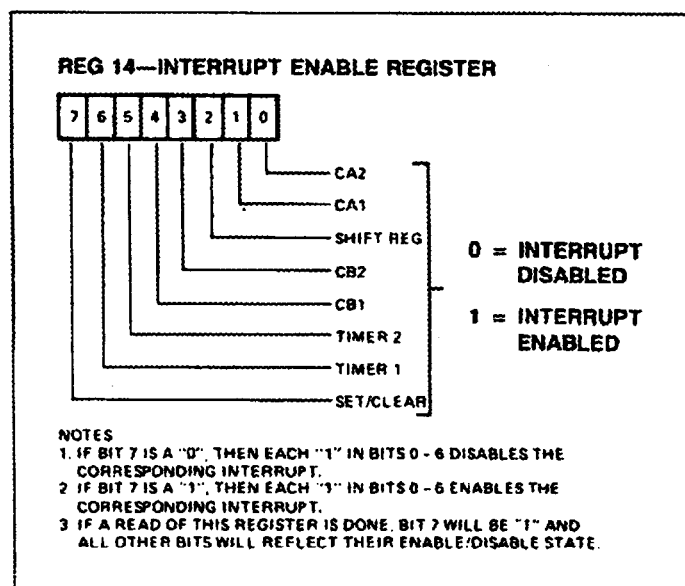 REG 14—INTERRUPT ENABLE REGISTER
7 6 5 4 3 2 1 0
CA2
CA1
SHIFT REG
CB2
CB1
TIMER 2
TIMER 1
SET/CLEAR
0 = INTERRUPT
DISABLED
1 = INTERRUPT
ENABLED
NOTES
1. IF BIT 7 IS A "0", THEN EACH "1" IN BITS 0 - 6 DISABLES THE
CORRESPONDING INTERRUPT.
2 IF BIT 7 IS A "1", THEN EACH "1" IN BITS 0 - 6 ENABLES THE
CORRESPONDING INTERRUPT.
3 IF A READ OF THIS REGISTER IS DONE, BIT 7 WILL BE "1" AND
ALL OTHER BITS WILL REFLECT THEIR ENABLE/DISABLE STATE.